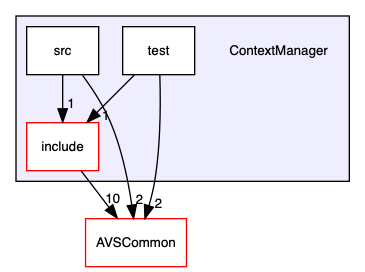 src
test
ContextManager
1
1
include
10
2
2
AVSCommon